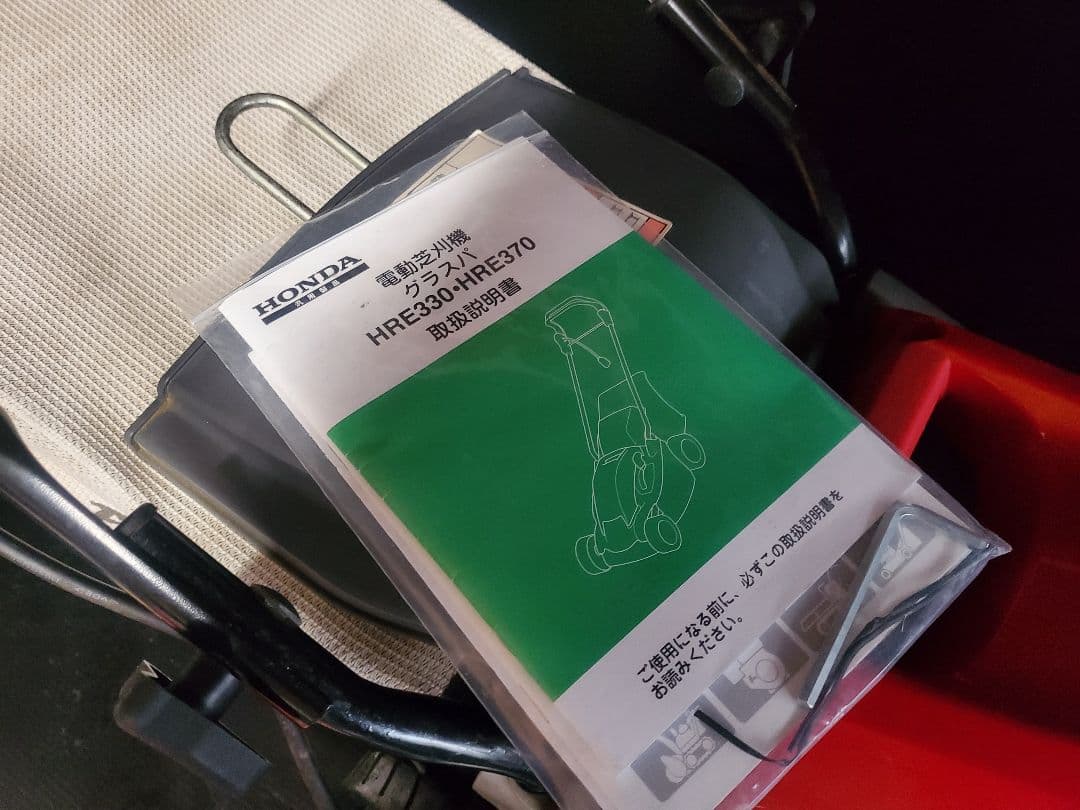 HONDA
汎用製品
電動芝刈機
グラスパ
HRE330・HRE370
取扱説明書
ご使用になる前に、必ずこの取扱説明書を
お読みください。